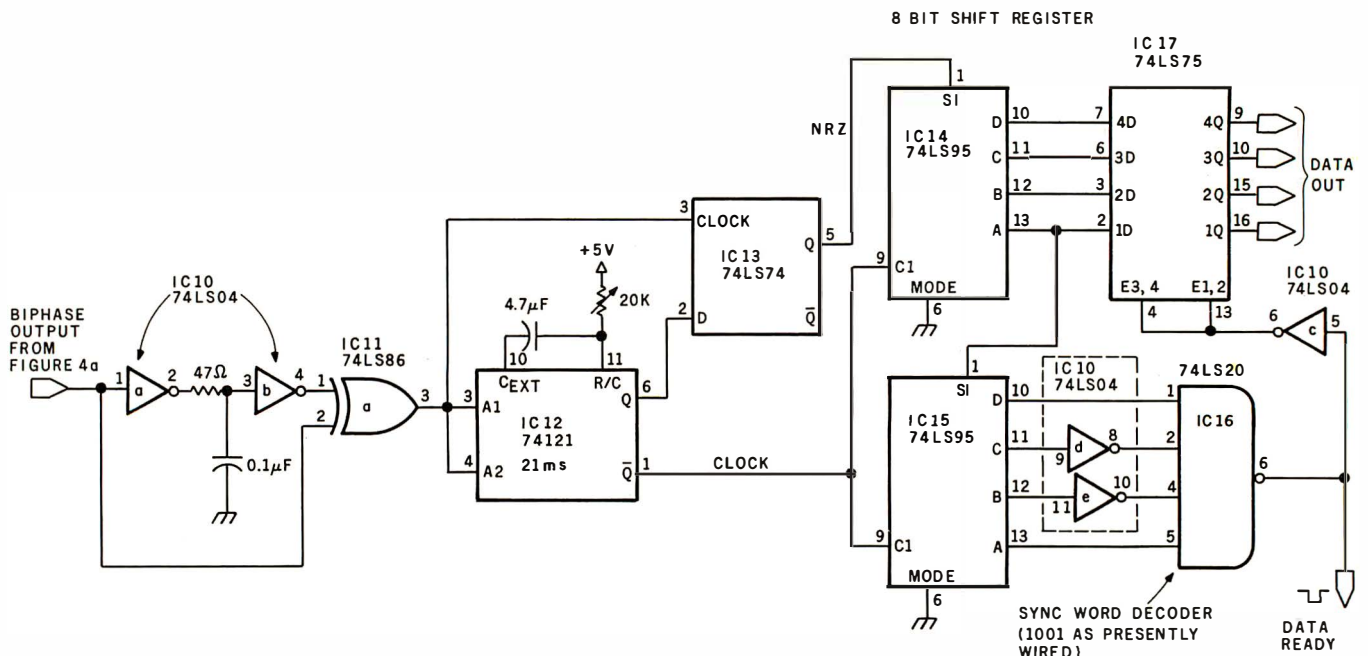 8 BIT SHIFT REGISTER
IC 17
74LS75
1
SI
NRZ
IC14
74LS95
D 10 7 4D 4Q 9
C 11 6 3D 3Q 10
B 12 3 2D 2Q 15
A 13 2 1D 1Q 16
DATA
OUT
9 C1
MODE
6
E3, 4 E1, 2
4 13
IC10
74LS04
6 c 5
3 CLOCK
IC13
74LS74
Q 5
2 D
Q
+5V
20K
4.7μF
10 11
CEXT R/C
IC12
74121
21ms
3 A1
4 A2
Q 6
Q 1
CLOCK
IC10
74LS04
BIPHASE
OUTPUT
FROM
FIGURE 4a
1 a 2
47Ω
3 b 4
0.1μF
IC11
74LS86
1
2
a
3
1
SI
IC15
74LS95
D 10
C 11
B 12
A 13
9 C1
MODE
6
IC10
74LS04
9 d 8
11 e 10
74LS20
IC16
1
2
4
5
6
SYNC WORD DECODER
(1001 AS PRESENTLY
WIRED)
DATA
READY